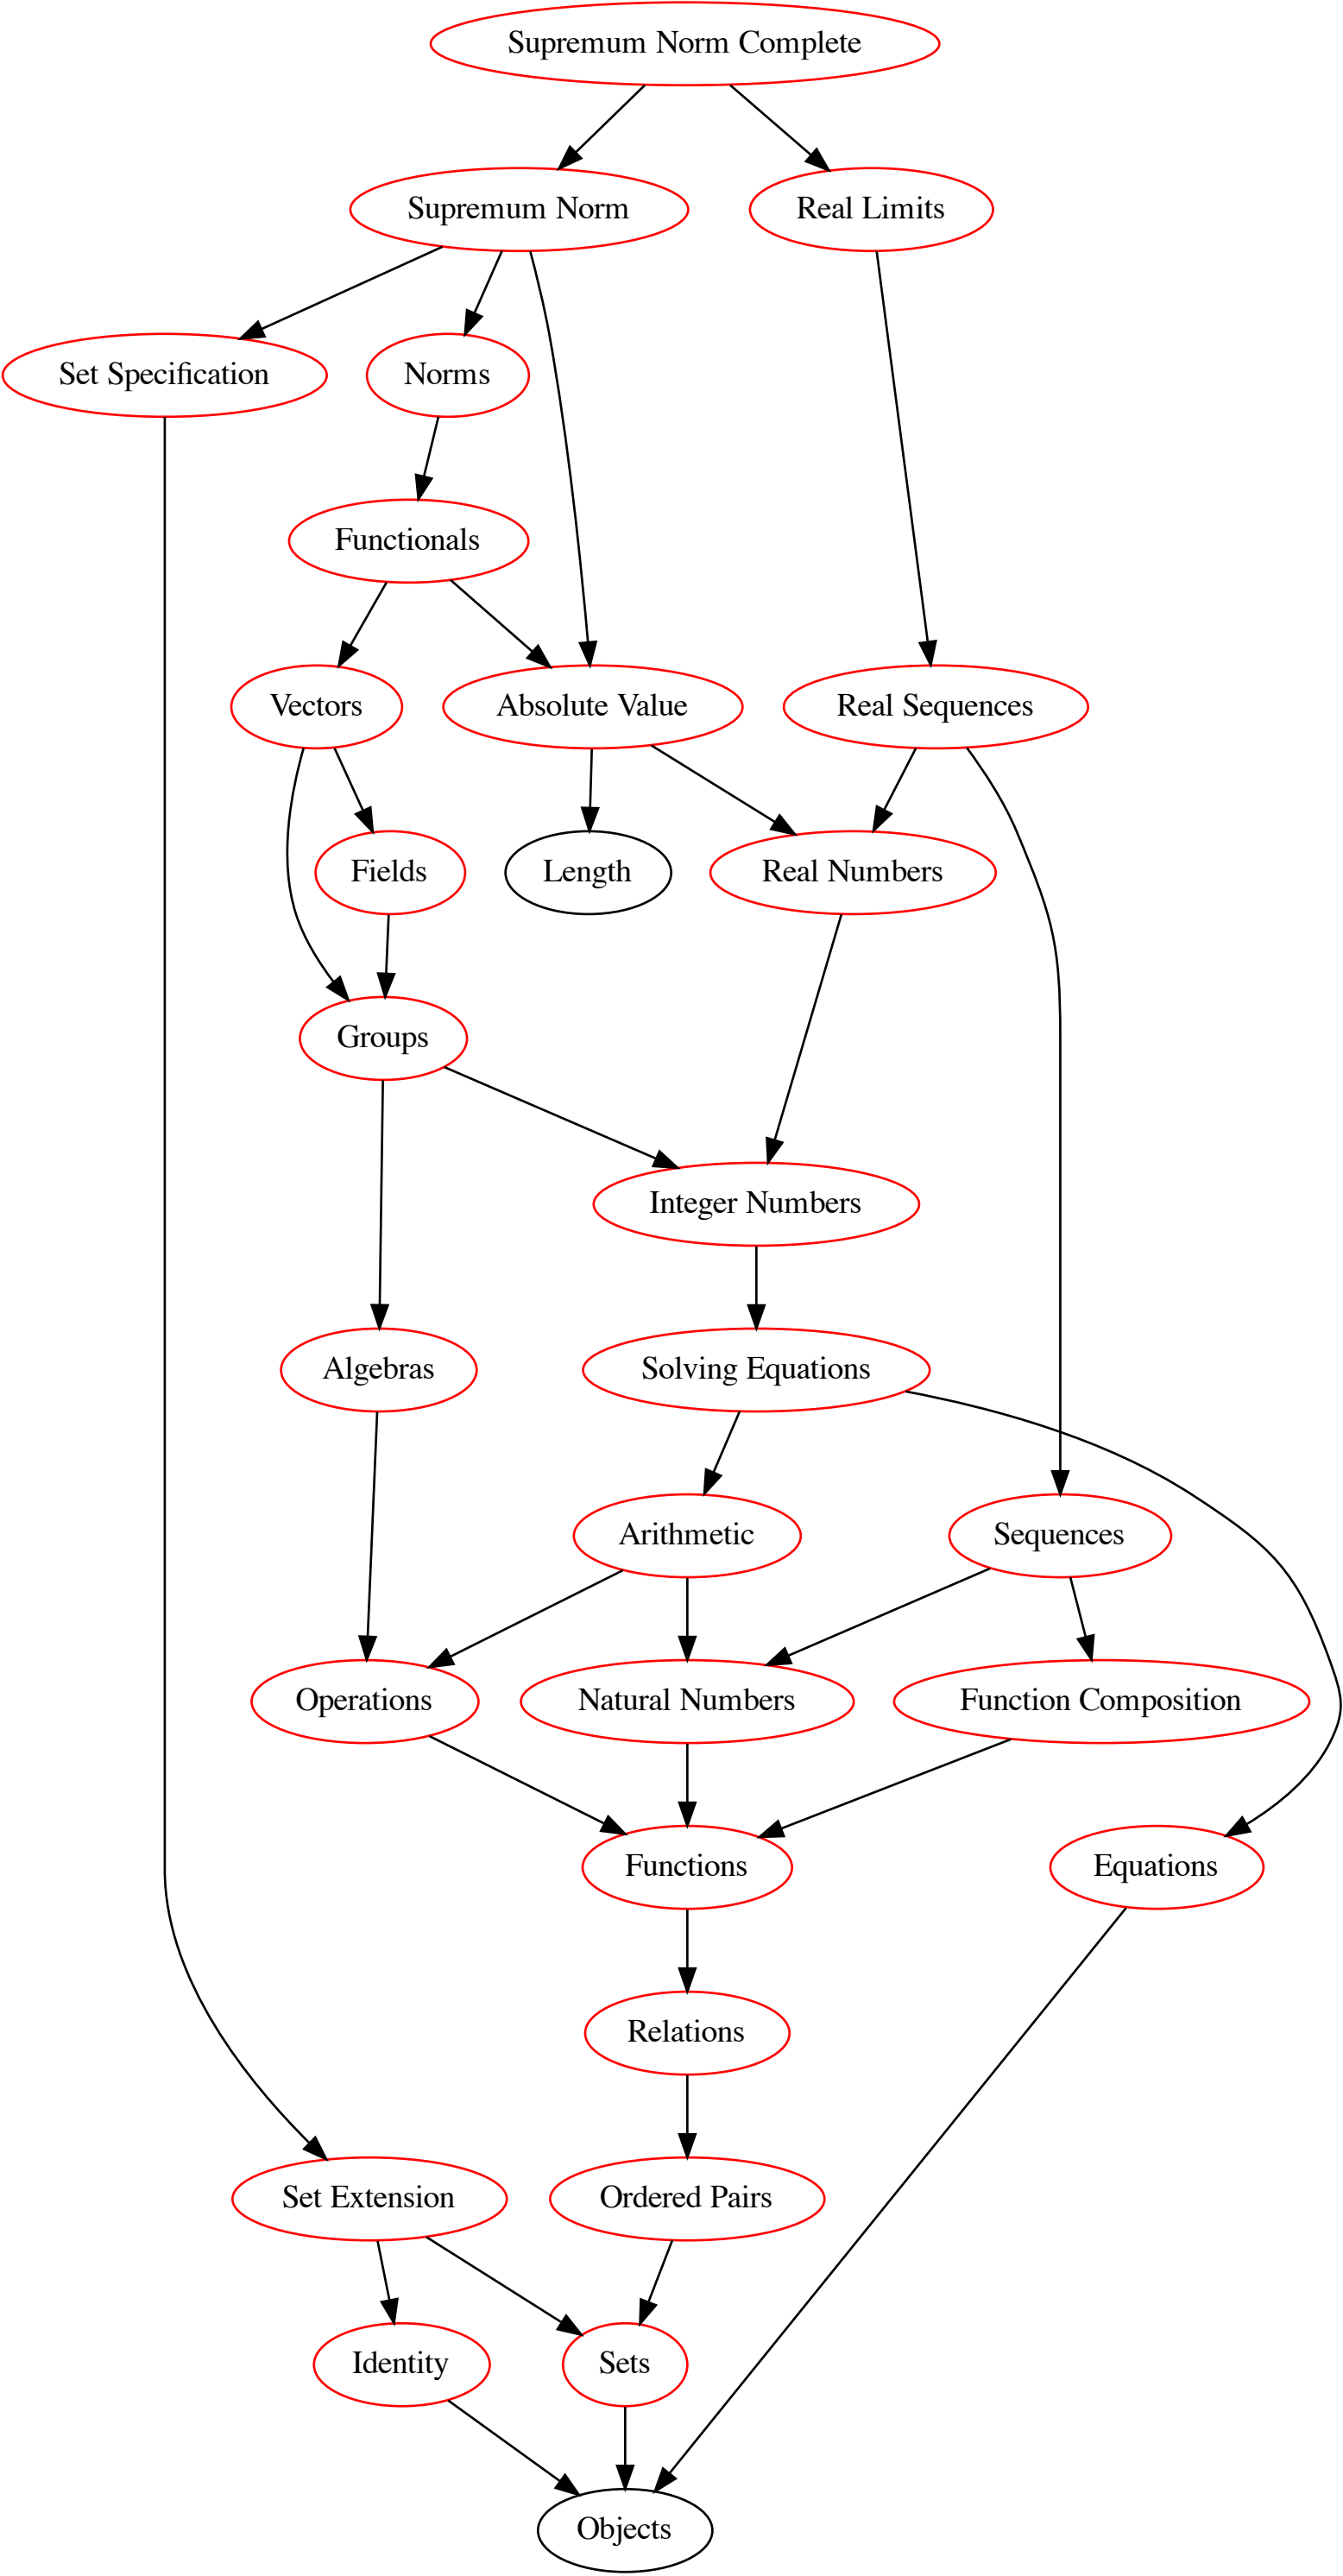 Supremum Norm Complete
Supremum Norm
Real Limits
Set Specification
Norms
Functionals
Vectors
Absolute Value
Real Sequences
Fields
Length
Real Numbers
Groups
Integer Numbers
Algebras
Solving Equations
Arithmetic
Sequences
Operations
Natural Numbers
Function Composition
Functions
Equations
Relations
Set Extension
Ordered Pairs
Identity
Sets
Objects